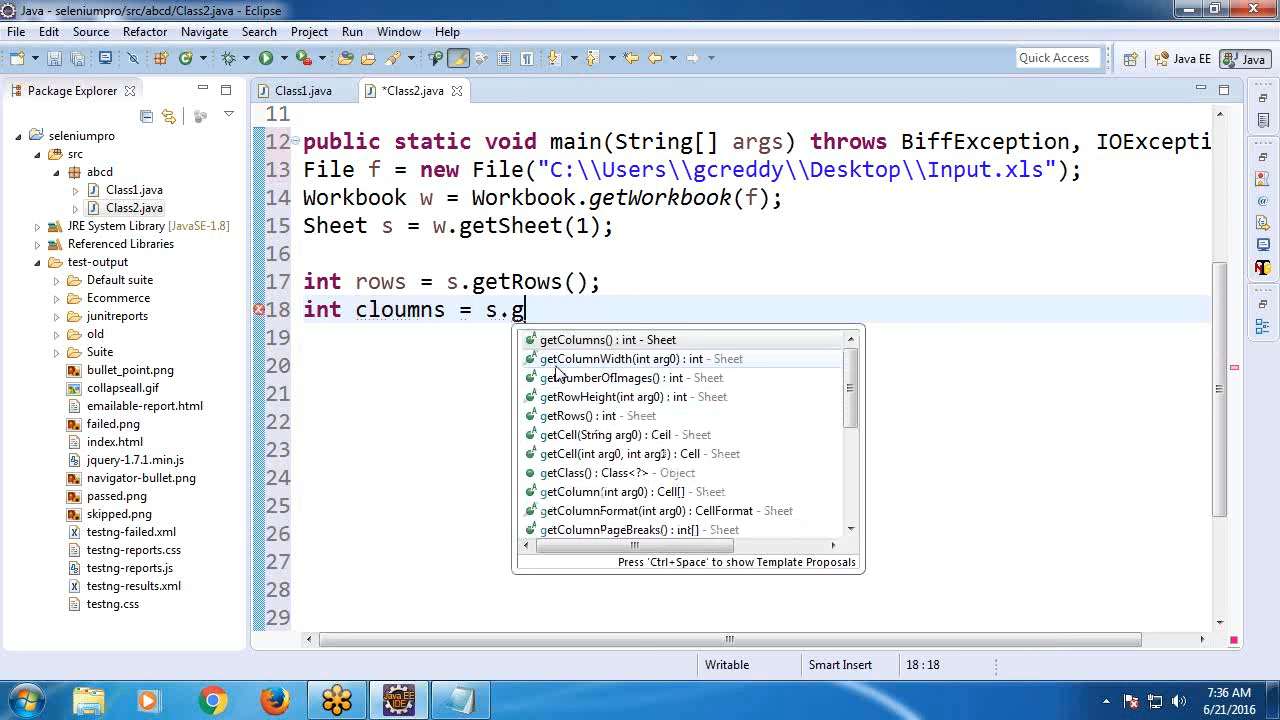 Java - seleniumpro/src/abcd/Class2.java - Eclipse
File Edit Source Refactor Navigate Search Project Run Window Help
Quick Access
Java EE
Java
Package Explorer
Class1.java
*Class2.java
seleniumpro
src
abcd
Class1.java
Class2.java
JRE System Library [JavaSE-1.8]
Referenced Libraries
test-output
Default suite
Ecommerce
junitreports
old
Suite
bullet_point.png
collapseall.gif
emailable-report.html
failed.png
index.html
jquery-1.7.1.min.js
navigator-bullet.png
passed.png
skipped.png
testng-failed.xml
testng-reports.css
testng-reports.js
testng-results.xml
testng.css
11
12 public static void main(String[] args) throws BiffException, IOExcepti
13 File f = new File("C:\\Users\\gcreddy\\Desktop\\Input.xls");
14 Workbook w = Workbook.getWorkbook(f);
15 Sheet s = w.getSheet(1);
16
17 int rows = s.getRows();
18 int cloumns = s.g
19
20
21
22
23
24
25
26
27
28
29
getColumns() : int - Sheet
getColumnWidth(int arg0) : int - Sheet
getNumberOfImages() : int - Sheet
getRowHeight(int arg0) : int - Sheet
getRows() : int - Sheet
getCell(String arg0) : Cell - Sheet
getCell(int arg0, int arg1) : Cell - Sheet
getClass() : Class<?> - Object
getColumn(int arg0) : Cell[] - Sheet
getColumnFormat(int arg0) : CellFormat - Sheet
getColumnPageBreaks() : int[] - Sheet
Press 'Ctrl+Space' to show Template Proposals
Writable
Smart Insert
18 : 18
Java EE
IDE
7:36 AM
6/21/2016